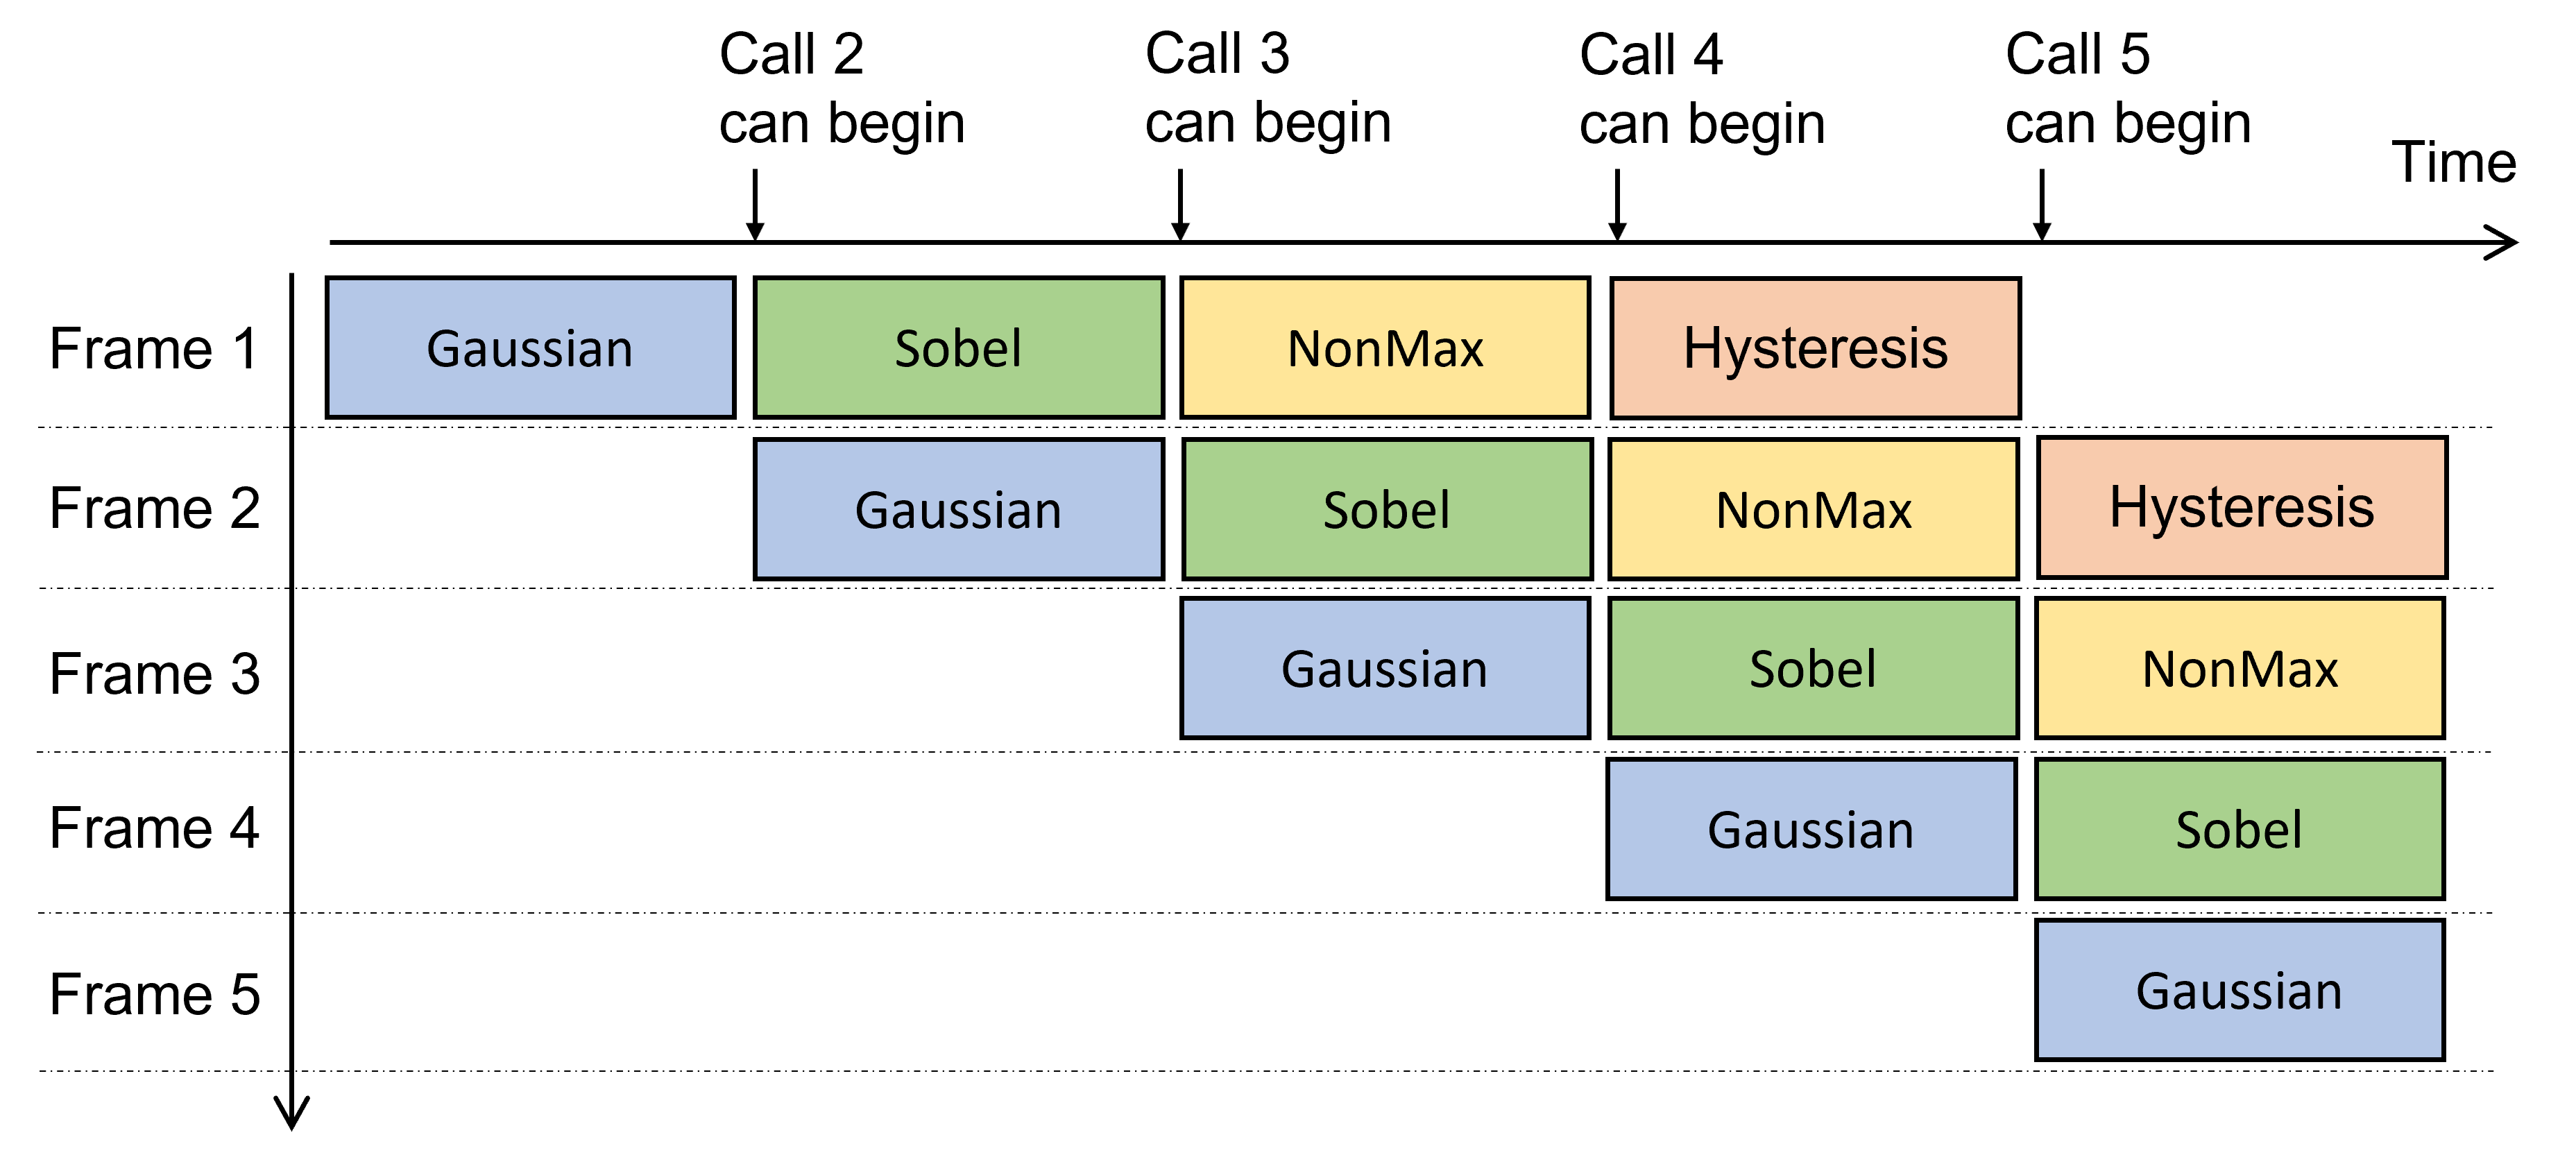 Call 2
can begin
Call 3
can begin
Call 4
can begin
Call 5
can begin
Time
Frame 1
Gaussian
Sobel
NonMax
Hysteresis
Frame 2
Gaussian
Sobel
NonMax
Hysteresis
Frame 3
Gaussian
Sobel
NonMax
Frame 4
Gaussian
Sobel
Frame 5
Gaussian